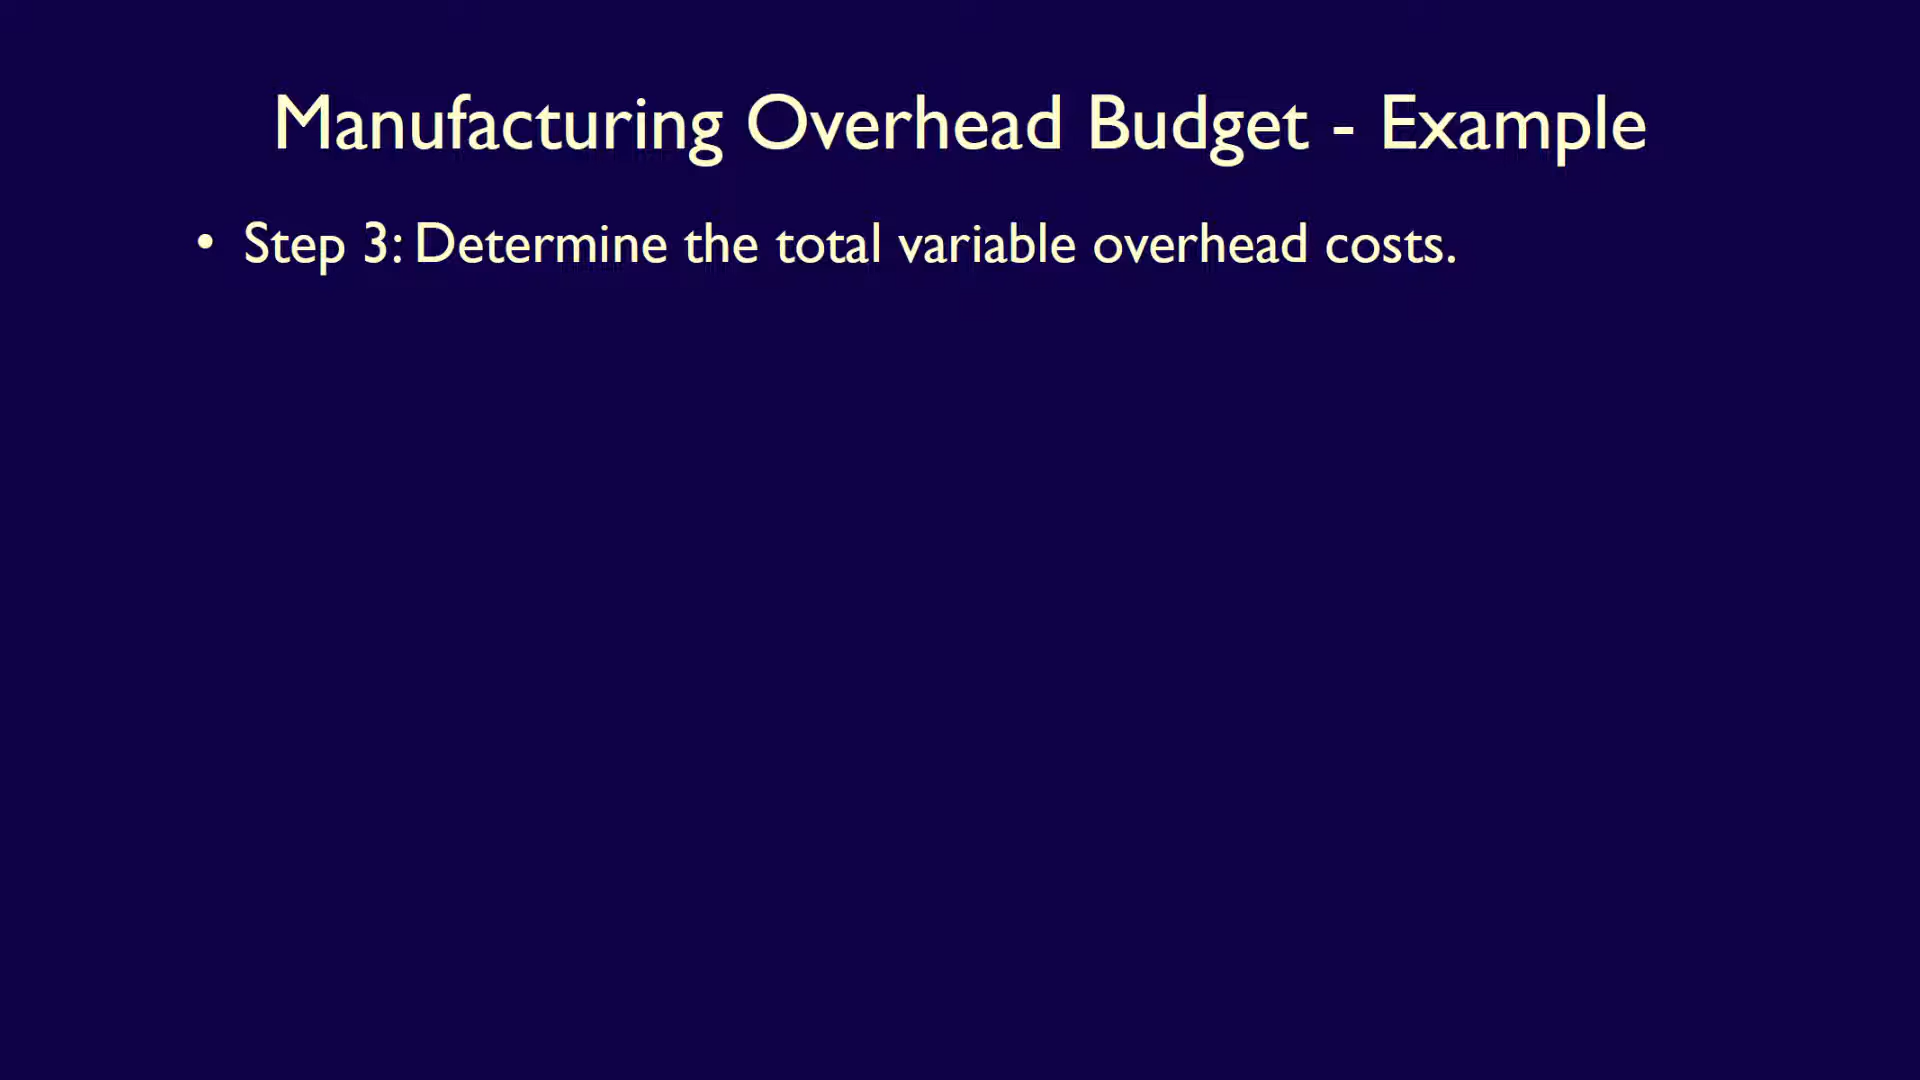 Manufacturing Overhead Budget - Example
• Step 3: Determine the total variable overhead costs.